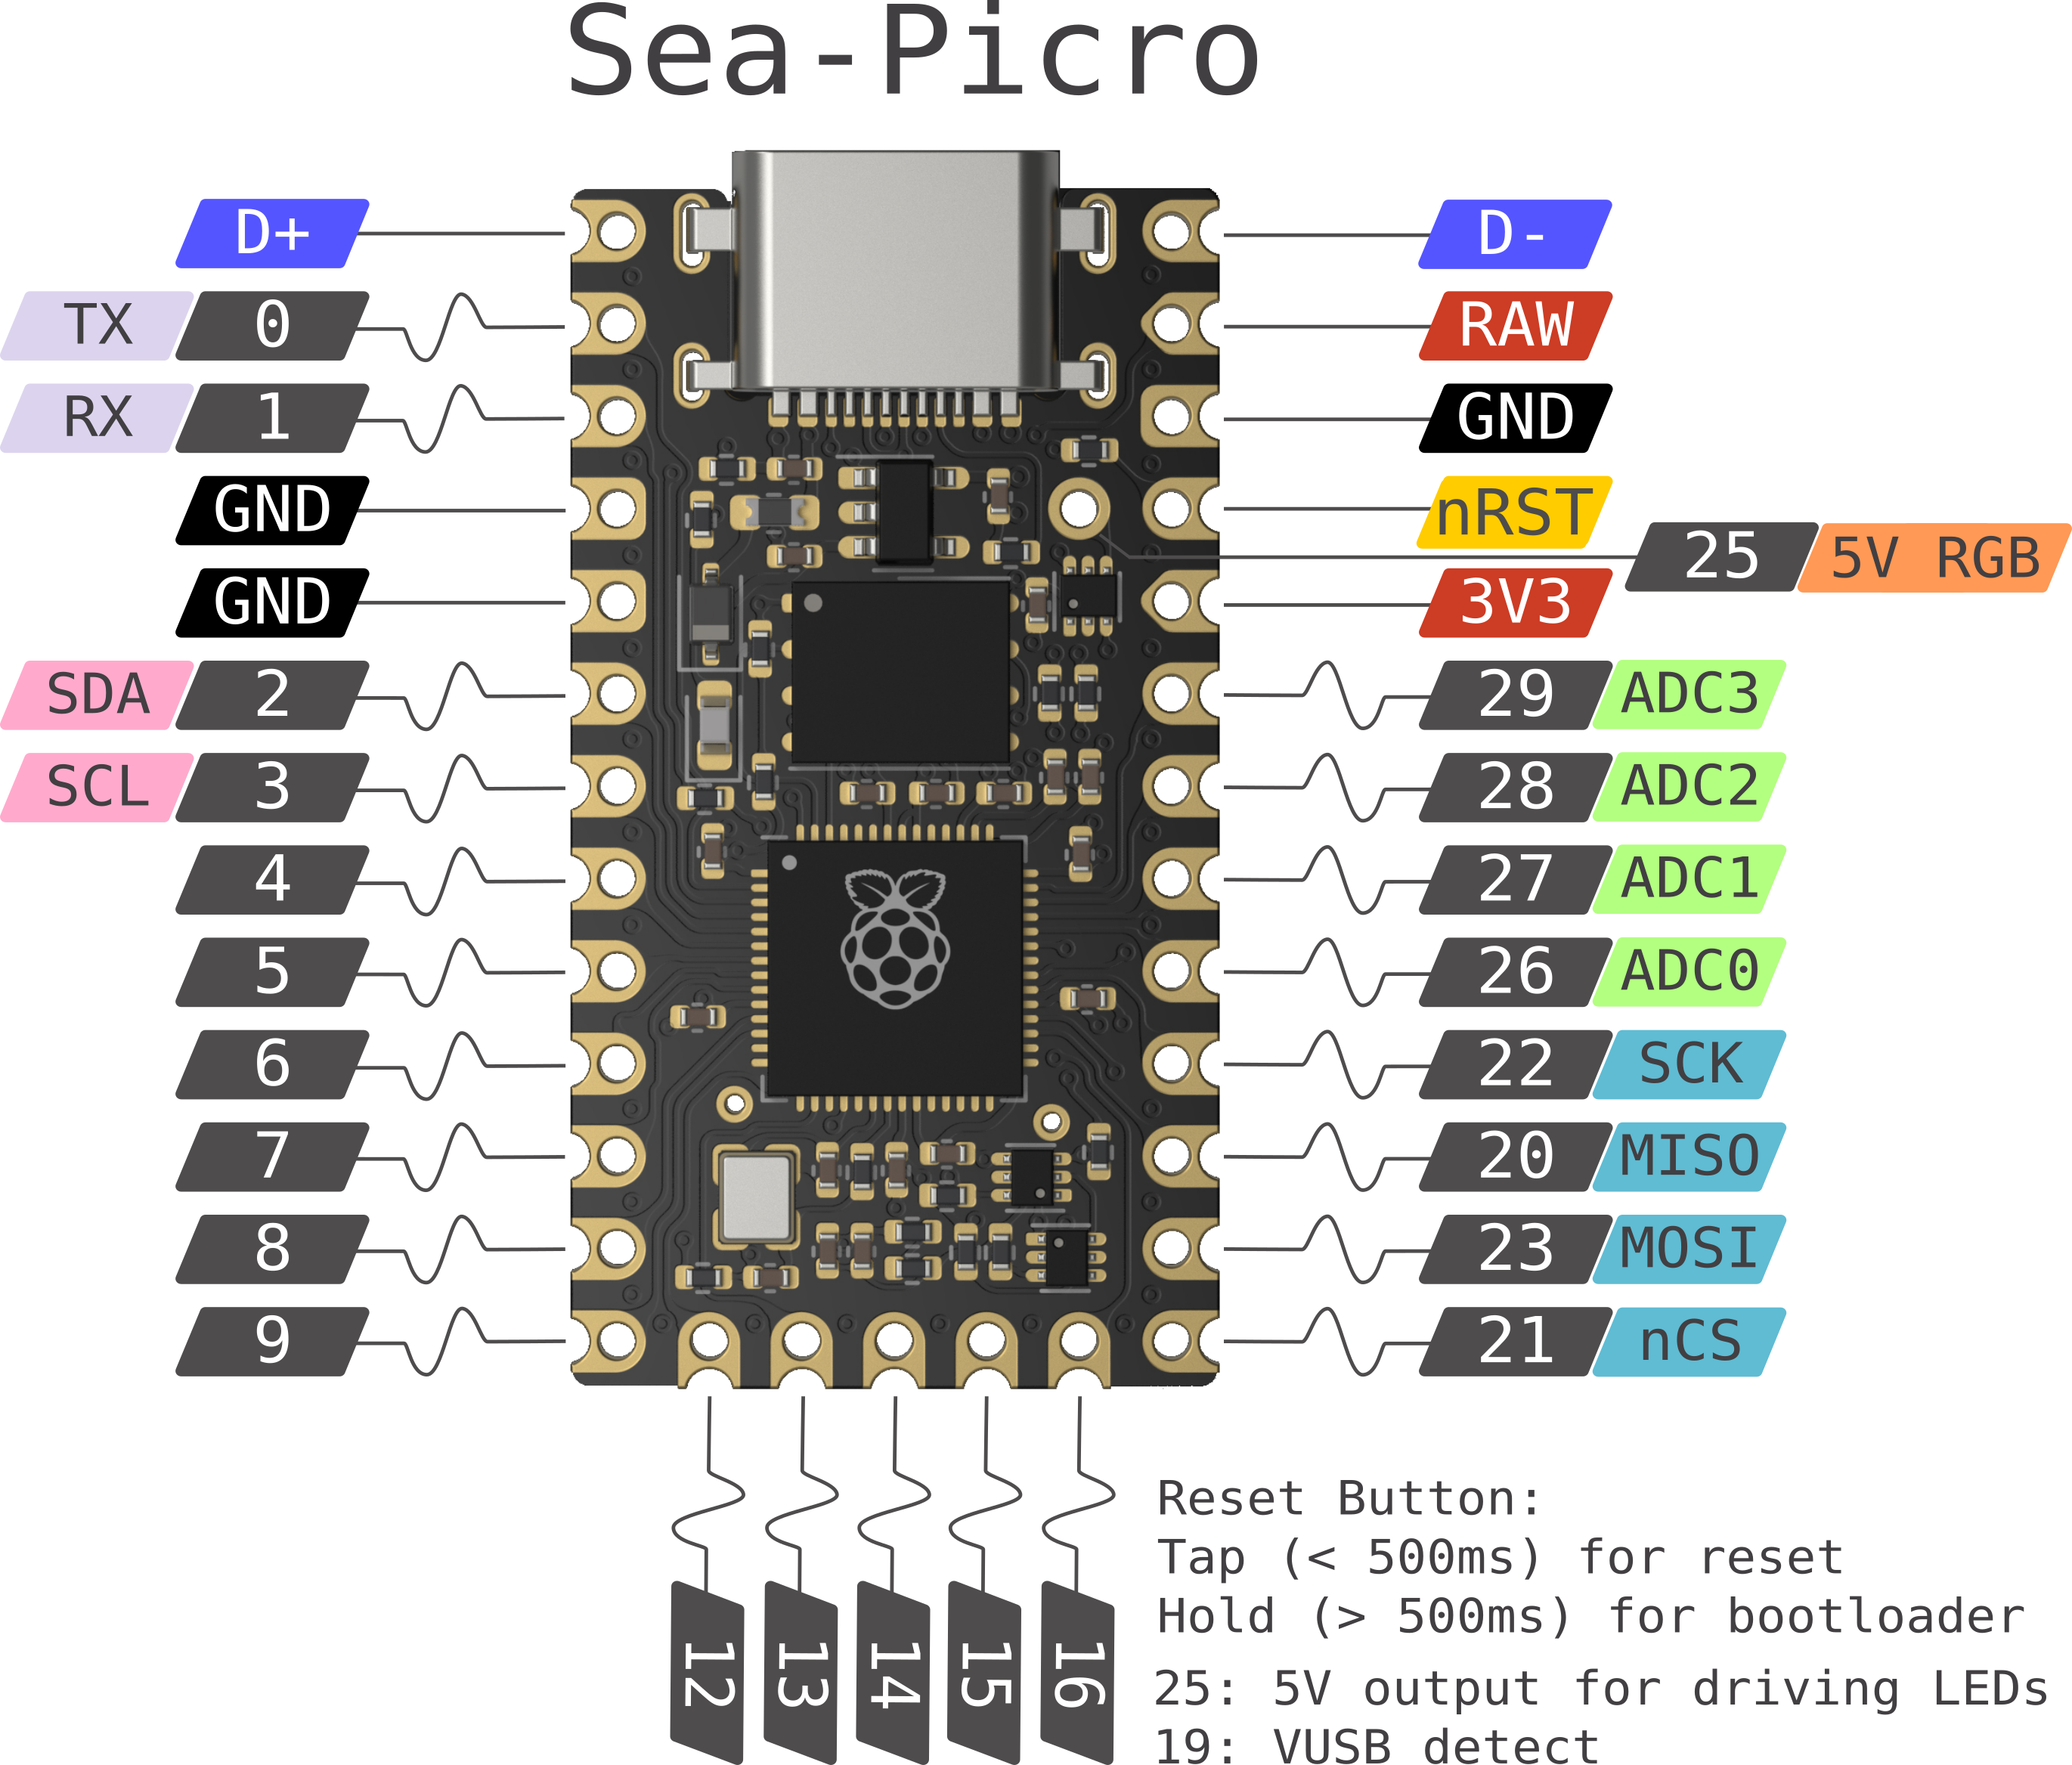 Sea-Picro
D+
D-
TX 0
RAW
RX 1
GND
GND
nRST
25 5V RGB
GND
3V3
SDA 2
29 ADC3
SCL 3
28 ADC2
4
27 ADC1
5
26 ADC0
6
22 SCK
7
20 MISO
8
23 MOSI
9
21 nCS
12
13
14
15
16
Reset Button:
Tap (< 500ms) for reset
Hold (> 500ms) for bootloader
25: 5V output for driving LEDs
19: VUSB detect